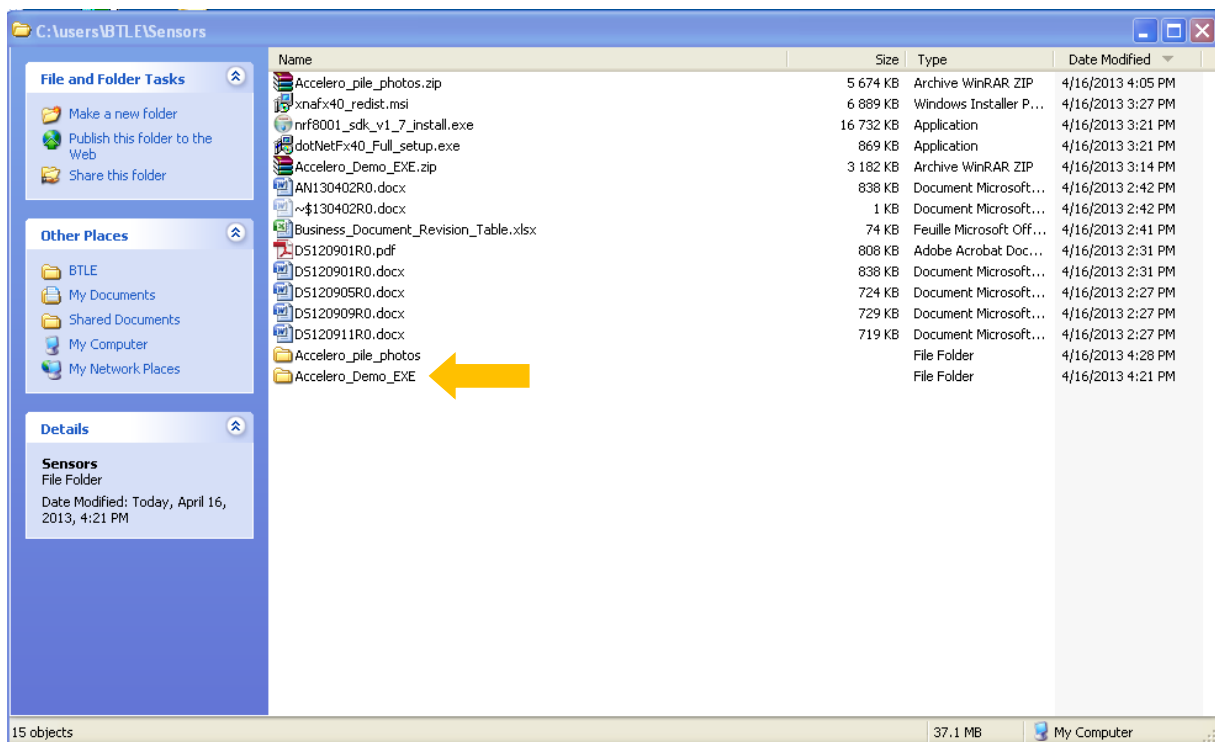 C:\users\BTLE\Sensors
File and Folder Tasks
Make a new folder
Publish this folder to the
Web
Share this folder
Other Places
BTLE
My Documents
Shared Documents
My Computer
My Network Places
Details
Sensors
File Folder
Date Modified: Today, April 16,
2013, 4:21 PM
Name Size Type Date Modified
Accelero_pile_photos.zip 5 674 KB Archive WinRAR ZIP 4/16/2013 4:05 PM
xnafx40_redist.msi 6 889 KB Windows Installer P... 4/16/2013 3:27 PM
nrf8001_sdk_v1_7_install.exe 16 732 KB Application 4/16/2013 3:21 PM
dotNetFx40_Full_setup.exe 869 KB Application 4/16/2013 3:21 PM
Accelero_Demo_EXE.zip 3 182 KB Archive WinRAR ZIP 4/16/2013 3:14 PM
AN130402R0.docx 838 KB Document Microsoft... 4/16/2013 2:42 PM
~$130402R0.docx 1 KB Document Microsoft... 4/16/2013 2:42 PM
Business_Document_Revision_Table.xlsx 74 KB Feuille Microsoft Off... 4/16/2013 2:41 PM
DS120901R0.pdf 808 KB Adobe Acrobat Doc... 4/16/2013 2:31 PM
DS120901R0.docx 838 KB Document Microsoft... 4/16/2013 2:31 PM
DS120905R0.docx 724 KB Document Microsoft... 4/16/2013 2:27 PM
DS120909R0.docx 729 KB Document Microsoft... 4/16/2013 2:27 PM
DS120911R0.docx 719 KB Document Microsoft... 4/16/2013 2:27 PM
Accelero_pile_photos File Folder 4/16/2013 4:28 PM
Accelero_Demo_EXE File Folder 4/16/2013 4:21 PM
15 objects 37.1 MB My Computer